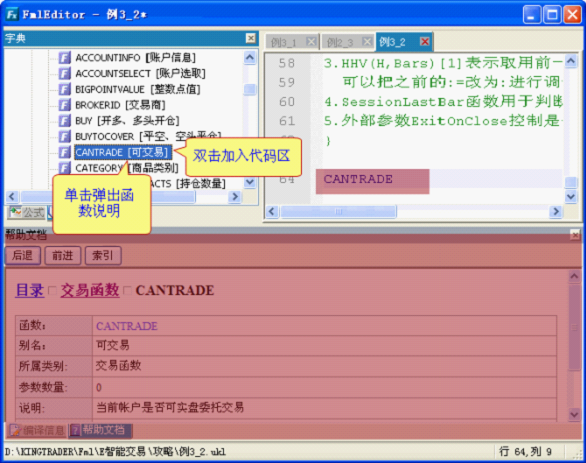 FmlEditor - 例3_2*
字典
ACCOUNTINFO [账户信息]
ACCOUNTSELECT [账户选取]
BIGPOINTVALUE [整数点值]
BROKERID [交易商]
BUY [开多、多头开仓]
BUYTOCOVER [平空、空头平仓]
CANTRADE [可交易]
CATEGORY [商品类别]
ACTS [持仓数量]
单击弹出函
数说明
双击加入代码区
公式
例3_1
例2_3
例3_2
58 3.HHV(H,Bars)[1]表示取用前一
59 可以把之前的:=改为:进行调
60 4.SessionLastBar函数用于判断
61 5.外部参数ExitOnClose控制是
}
64 CANTRADE
帮助文档
后退 前进 索引
目录 □ 交易函数 □ CANTRADE
函数: CANTRADE
别名: 可交易
所属类别: 交易函数
参数数量: 0
说明: 当前帐户是否可实盘委托交易
编译信息 帮助文档
D:\KINGTRADER\Fml\E智能交易\攻略\例3_2.ukl
行 64,列 9